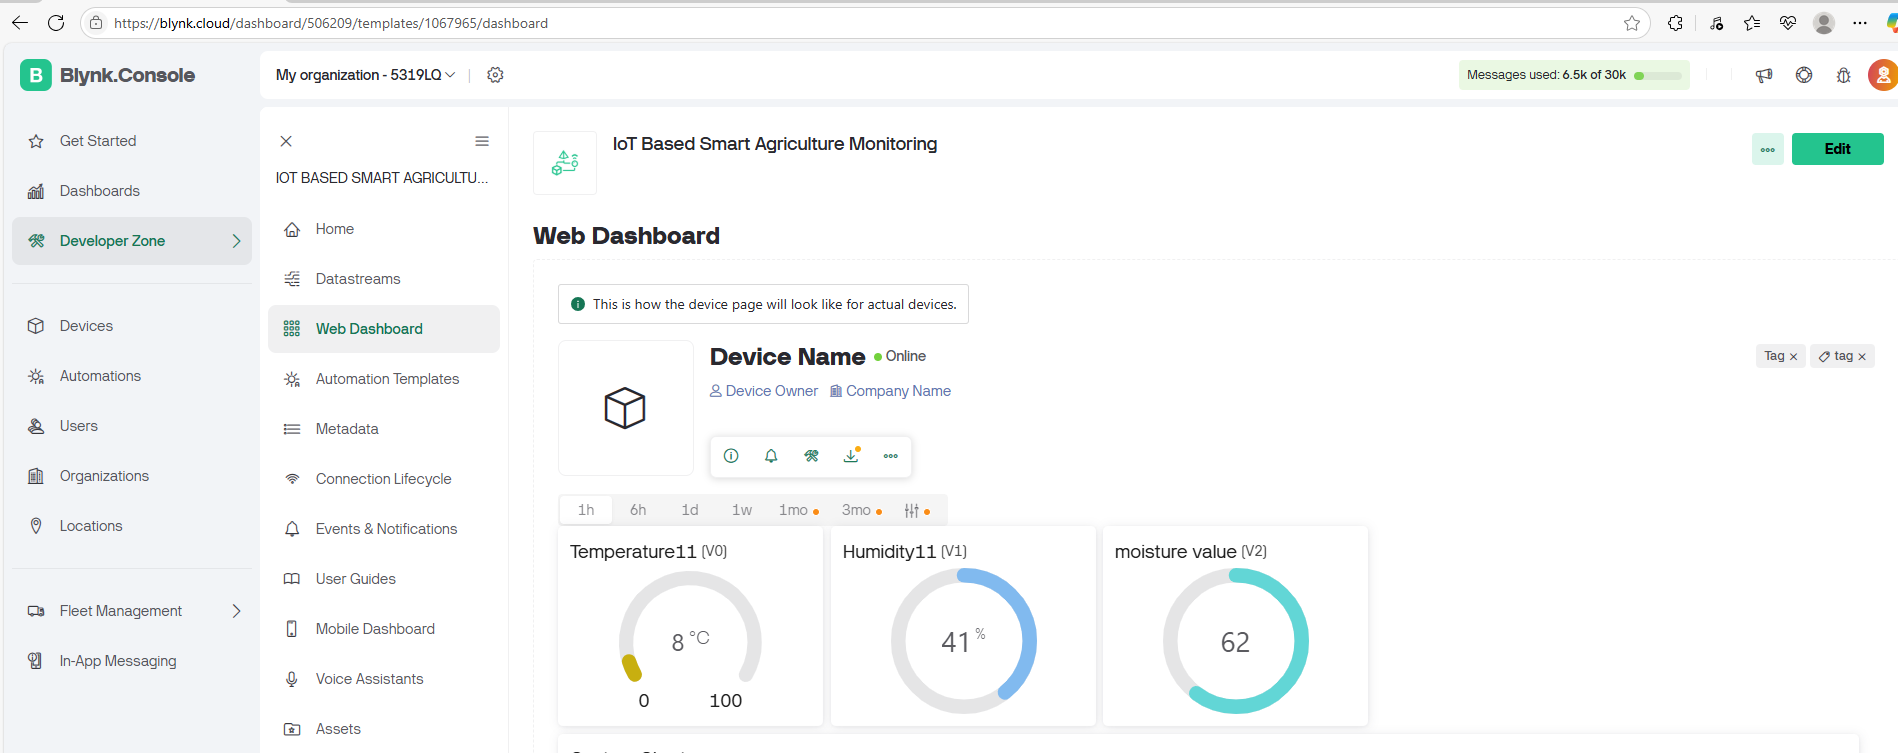 https://blynk.cloud/dashboard/506209/templates/1067965/dashboard
B Blynk.Console
My organization - 5319LQ
Messages used: 6.5k of 30k
Get Started
Dashboards
Developer Zone
Devices
Automations
Users
Organizations
Locations
Fleet Management
In-App Messaging
IOT BASED SMART AGRICULTU...
Home
Datastreams
Web Dashboard
Automation Templates
Metadata
Connection Lifecycle
Events & Notifications
User Guides
Mobile Dashboard
Voice Assistants
Assets
IoT Based Smart Agriculture Monitoring
Edit
Web Dashboard
This is how the device page will look like for actual devices.
Device Name Online
Tag × tag ×
Device Owner Company Name
1h 6h 1d 1w 1mo 3mo
Temperature11 (V0)
8 °C
0 100
Humidity11 (V1)
41 %
moisture value (V2)
62